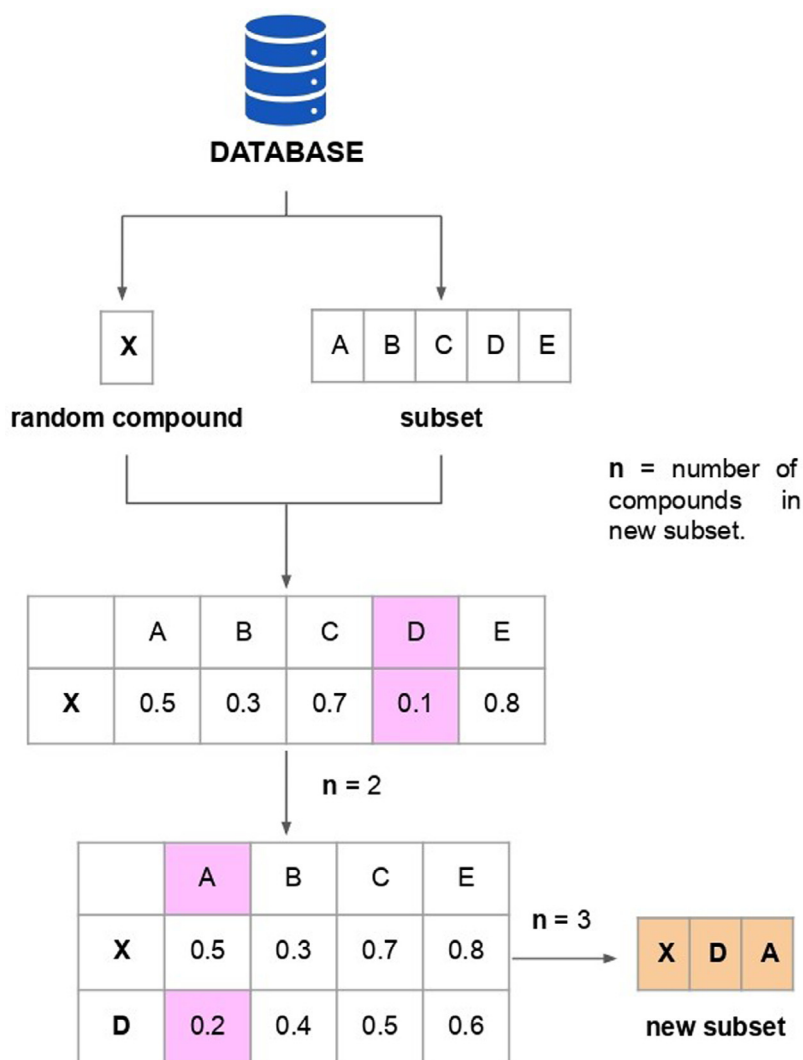 DATABASE
X
A B C D E
random compound
subset
n = number of
compounds in
new subset.
A B C D E
X 0.5 0.3 0.7 0.1 0.8
n = 2
A B C E
X 0.5 0.3 0.7 0.8
D 0.2 0.4 0.5 0.6
n = 3
X D A
new subset